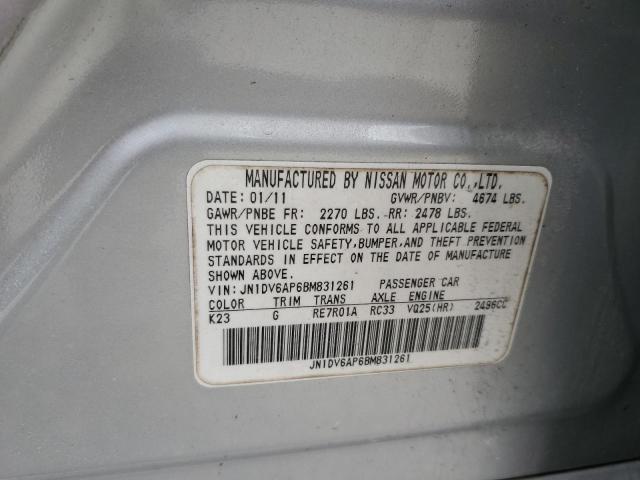 MANUFACTURED BY NISSAN MOTOR CO.,LTD.
DATE: 01/11 GVWR/PNBV: 4674 LBS.
GAWR/PNBE FR: 2270 LBS.-RR: 2478 LBS.
THIS VEHICLE CONFORMS TO ALL APPLICABLE FEDERAL
MOTOR VEHICLE SAFETY,BUMPER,AND THEFT PREVENTION
STANDARDS IN EFFECT ON THE DATE OF MANUFACTURE
SHOWN ABOVE.
VIN: JN1DV6AP6BM831261 PASSENGER CAR
COLOR TRIM TRANS AXLE ENGINE
K23 G RE7R01A RC33 VQ25(HR) 2496CC
JN1DV6AP6BM831261